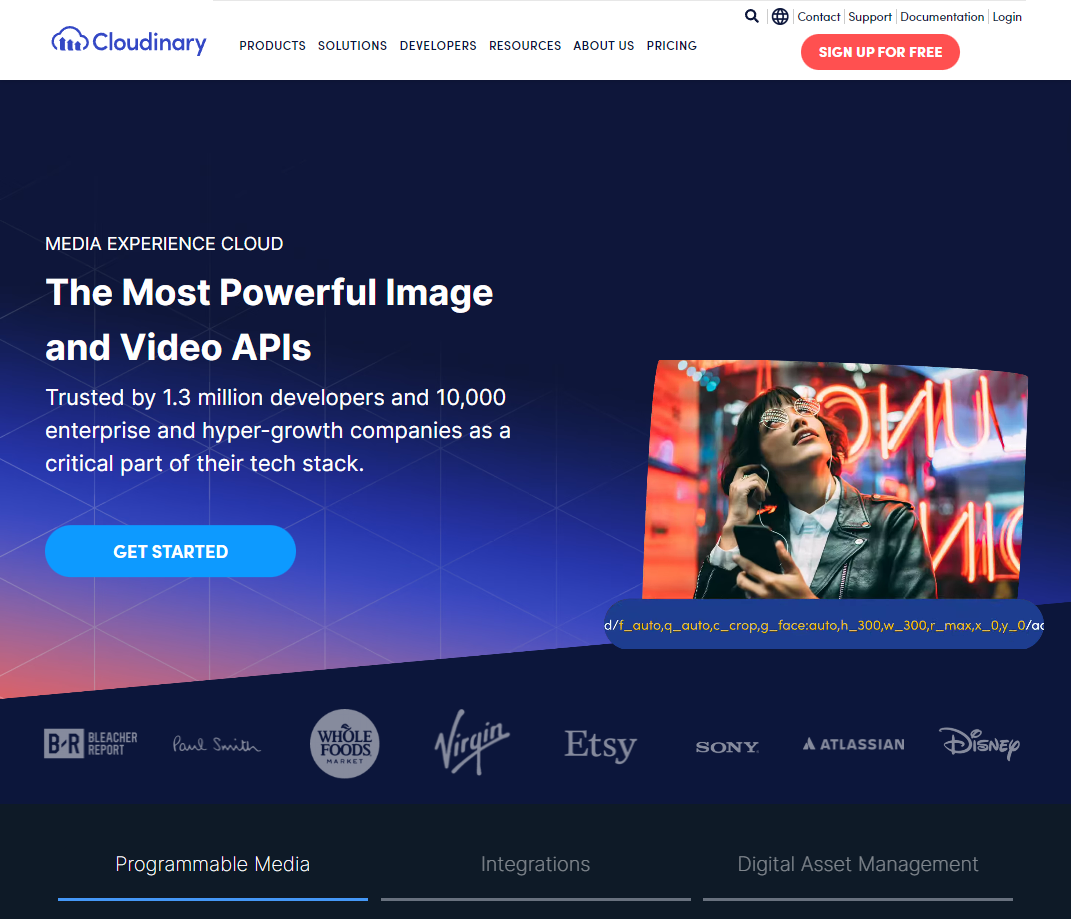 Contact
Support
Documentation
Login
Cloudinary
PRODUCTS
SOLUTIONS
DEVELOPERS
RESOURCES
ABOUT US
PRICING
SIGN UP FOR FREE
MEDIA EXPERIENCE CLOUD
The Most Powerful Image
and Video APIs
Trusted by 1.3 million developers and 10,000
enterprise and hyper-growth companies as a
critical part of their tech stack.
GET STARTED
d/f_auto,q_auto,c_crop,g_face:auto,h_300,w_300,r_max,x_0,y_0/
B R BLEACHER
REPORT
Paul Smith
WHOLE
FOODS
MARKET
Virgin
Etsy
SONY
ATLASSIAN
Disney
Programmable Media
Integrations
Digital Asset Management